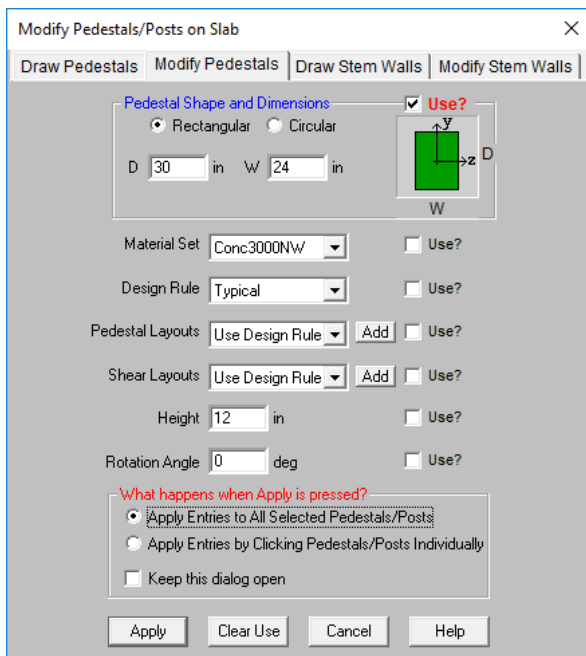 Modify Pedestals/Posts on Slab
Draw Pedestals Modify Pedestals Draw Stem Walls Modify Stem Walls
Pedestal Shape and Dimensions Use?
Rectangular Circular
y
D 30 in W 24 in z D
W
Material Set Conc3000NW Use?
Design Rule Typical Use?
Pedestal Layouts Use Design Rule Add Use?
Shear Layouts Use Design Rule Add Use?
Height 12 in Use?
Rotation Angle 0 deg Use?
What happens when Apply is pressed?
Apply Entries to All Selected Pedestals/Posts
Apply Entries by Clicking Pedestals/Posts Individually
Keep this dialog open
Apply Clear Use Cancel Help